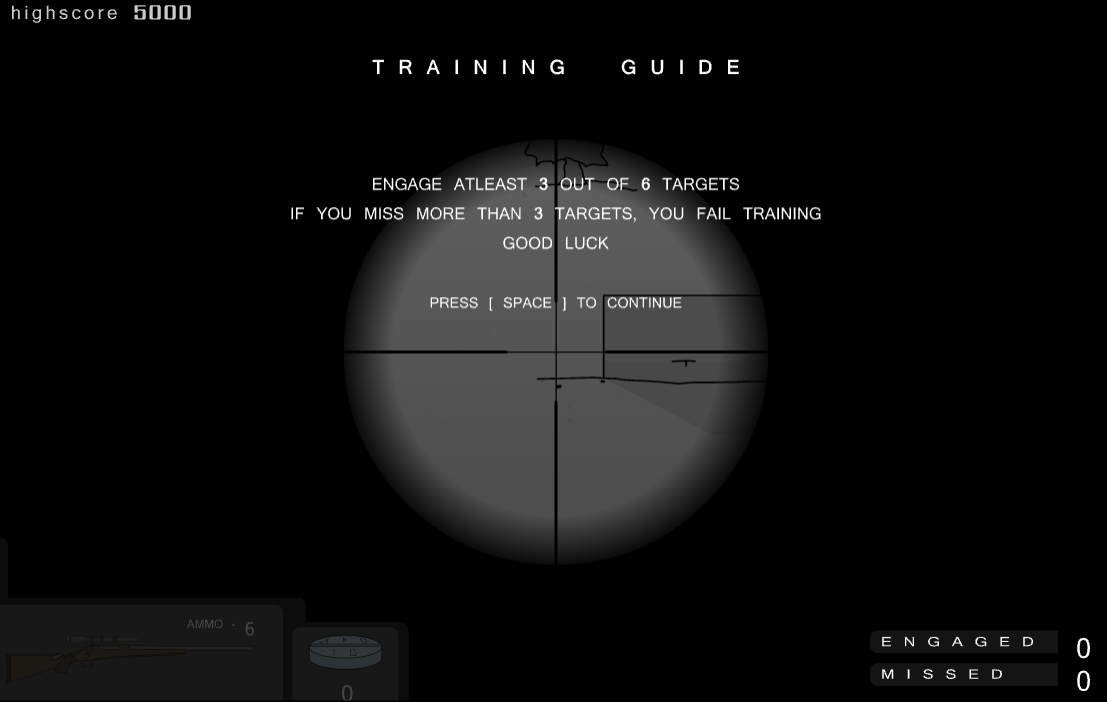 highscore 5000
TRAINING GUIDE
ENGAGE ATLEAST 3 OUT OF 6 TARGETS
IF YOU MISS MORE THAN 3 TARGETS, YOU FAIL TRAINING
GOOD LUCK
PRESS [ SPACE ] TO CONTINUE
AMMO - 6
0
ENGAGED 0
MISSED 0